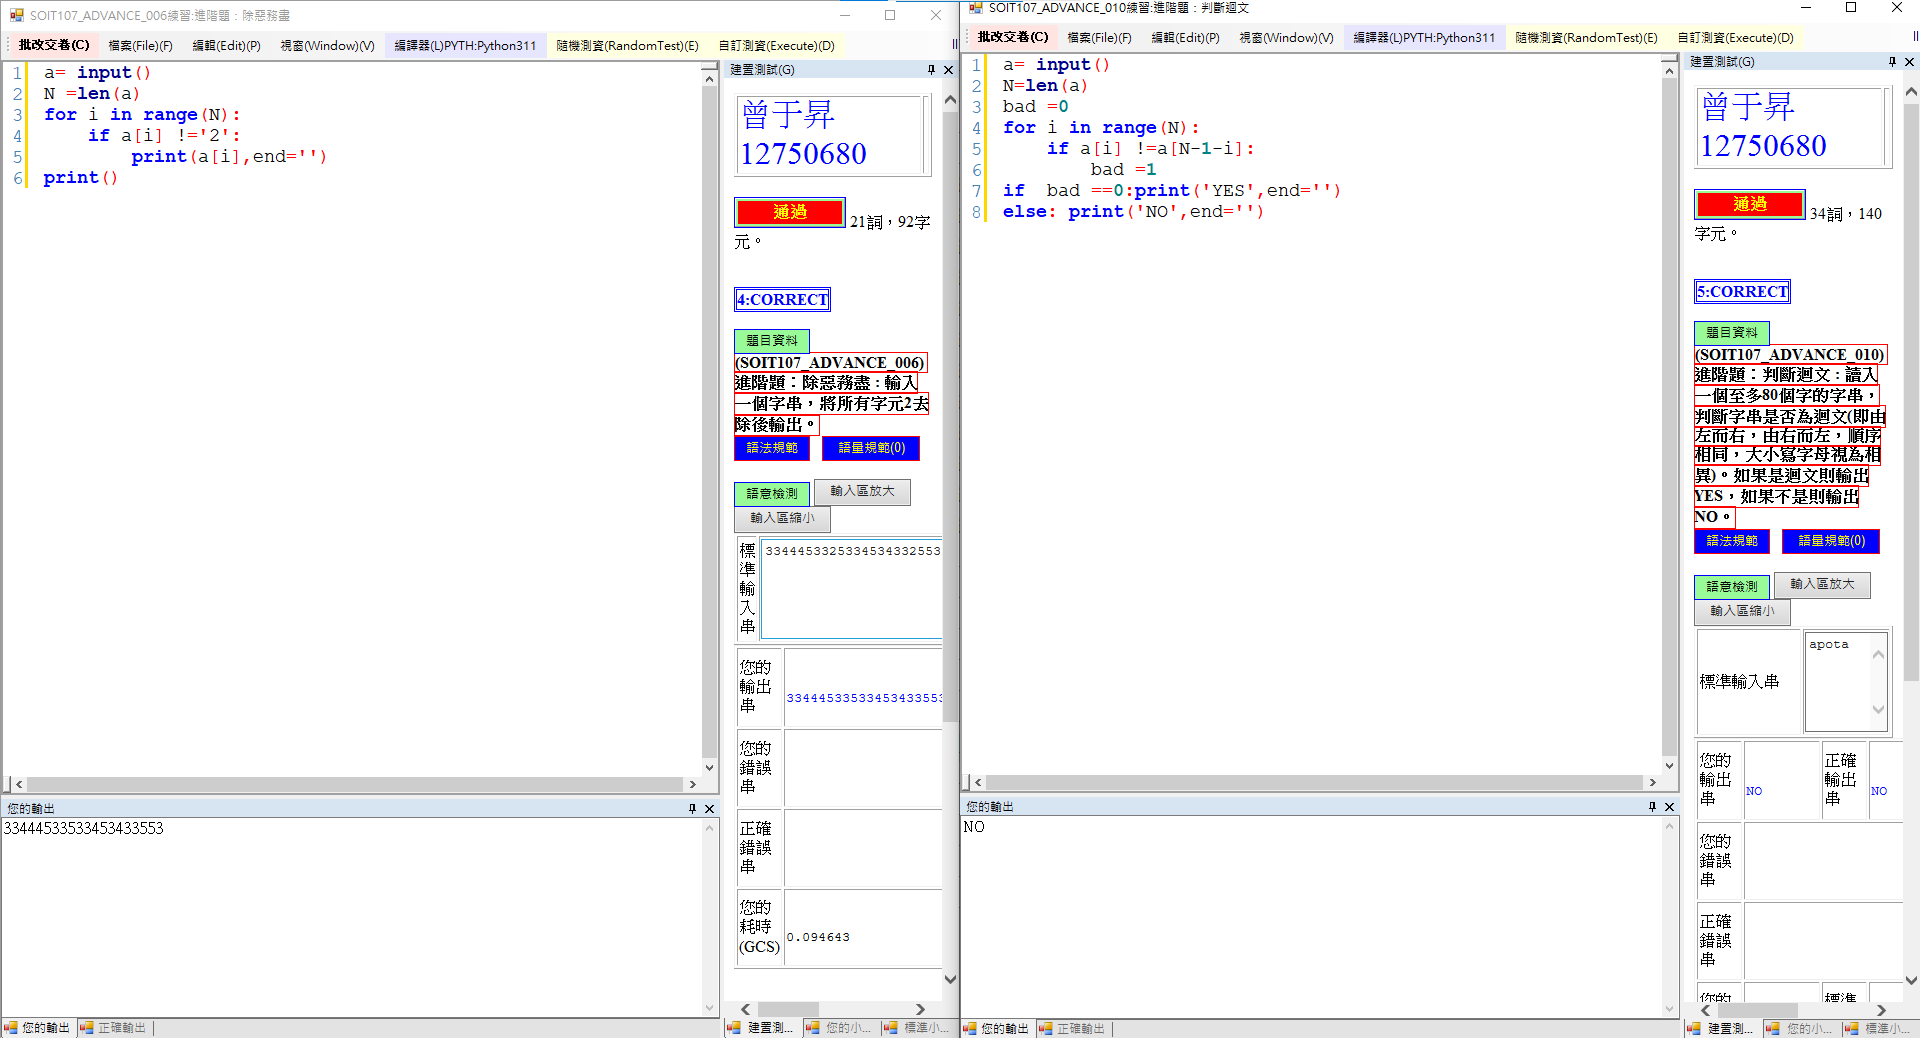 SOIT107_ADVANCE_006練習:進階題：除惡務盡
批改交卷(C) 檔案(File)(F) 編輯(Edit)(P) 視窗(Window)(V) 編譯器(L)PYTH:Python311 隨機測資(RandomTest)(E) 自訂測資(Execute)(D)
1 a= input()
2 N =len(a)
3 for i in range(N):
4 if a[i] !='2':
5 print(a[i],end='')
6 print()
建置測試(G)
曾于昇
12750680
通過 21詞，92字
元。
4:CORRECT
題目資料
(SOIT107_ADVANCE_006)
進階題：除惡務盡 : 輸入
一個字串，將所有字元2去
除後輸出。
語法規範 語量規範(0)
語意檢測 輸入區放大
輸入區縮小
標準輸入串
3344453325334534332553
您的輸出串
33444533533453433553
您的錯誤串
正確錯誤串
您的耗時(GCS)
0.094643
您的輸出
33444533533453433553
您的輸出 正確輸出
建置測... 您的小... 標準小...
SOIT107_ADVANCE_010練習:進階題：判斷迴文
批改交卷(C) 檔案(File)(F) 編輯(Edit)(P) 視窗(Window)(V) 編譯器(L)PYTH:Python311 隨機測資(RandomTest)(E) 自訂測資(Execute)(D)
1 a= input()
2 N=len(a)
3 bad =0
4 for i in range(N):
5 if a[i] !=a[N-1-i]:
6 bad =1
7 if  bad ==0:print('YES',end='')
8 else: print('NO',end='')
建置測試(G)
曾于昇
12750680
通過 34詞，140
字元。
5:CORRECT
題目資料
(SOIT107_ADVANCE_010)
進階題：判斷迴文 : 讀入
一個至多80個字的字串，
判斷字串是否為迴文(即由
左而右，由右而左，順序
相同，大小寫字母視為相
異)。如果是迴文則輸出
YES，如果不是則輸出
NO。
語法規範 語量規範(0)
語意檢測 輸入區放大
輸入區縮小
標準輸入串
apota
您的輸出串
NO
正確輸出串
NO
您的錯誤串
正確錯誤串
您的 標準
您的輸出
NO
您的輸出 正確輸出
建置測... 您的小... 標準小...